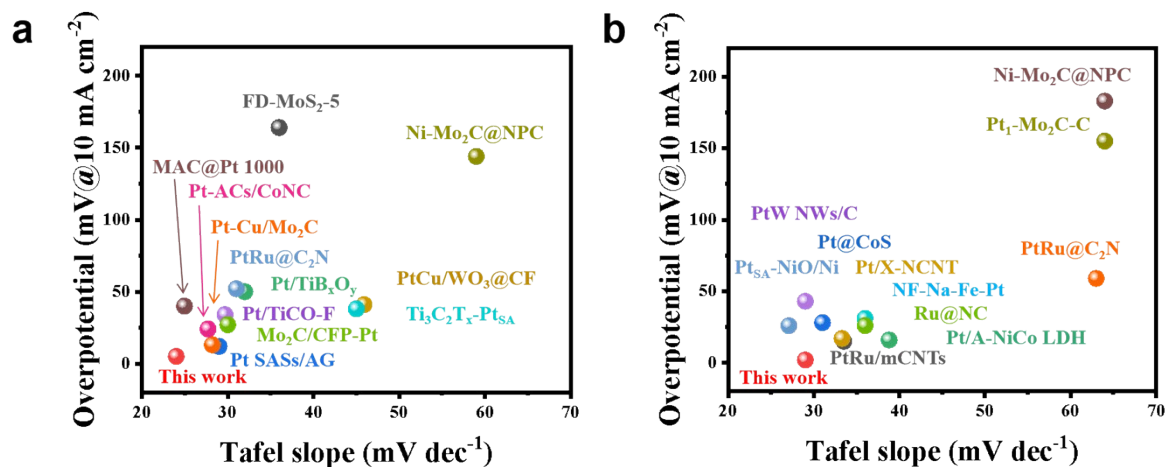 a
Overpotential (mV@10 mA cm⁻²)
200
150
100
50
0
FD-MoS₂-5
Ni-Mo₂C@NPC
MAC@Pt 1000
Pt-ACs/CoNC
Pt-Cu/Mo₂C
PtRu@C₂N
Pt/TiBₓOᵧ
PtCu/WO₃@CF
Pt/TiCO-F
Ti₃C₂Tₓ-Ptₛₐ
Mo₂C/CFP-Pt
Pt SASs/AG
This work
20 30 40 50 60 70
Tafel slope (mV dec⁻¹)
b
Overpotential (mV@10 mA cm⁻²)
200
150
100
50
0
Ni-Mo₂C@NPC
Pt₁-Mo₂C-C
PtW NWs/C
Pt@CoS
PtRu@C₂N
Ptₛₐ-NiO/Ni
Pt/X-NCNT
NF-Na-Fe-Pt
Ru@NC
Pt/A-NiCo LDH
PtRu/mCNTs
This work
20 30 40 50 60 70
Tafel slope (mV dec⁻¹)